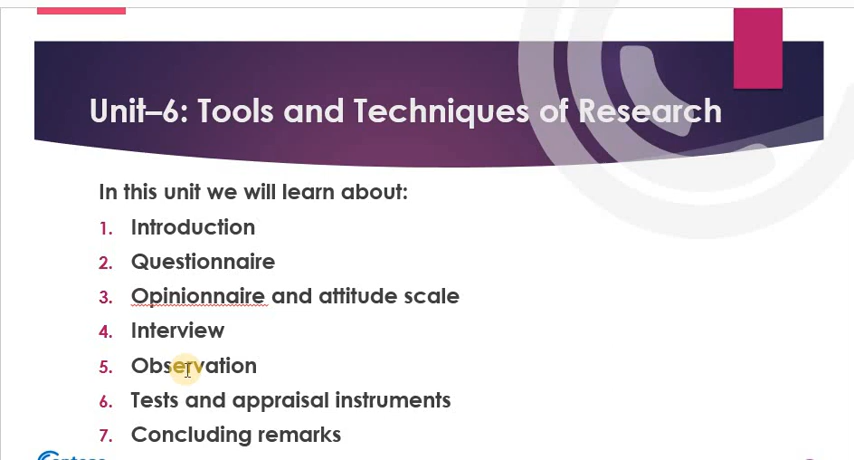 Unit–6: Tools and Techniques of Research
In this unit we will learn about:
1. Introduction
2. Questionnaire
3. Opinionnaire and attitude scale
4. Interview
5. Observation
6. Tests and appraisal instruments
7. Concluding remarks